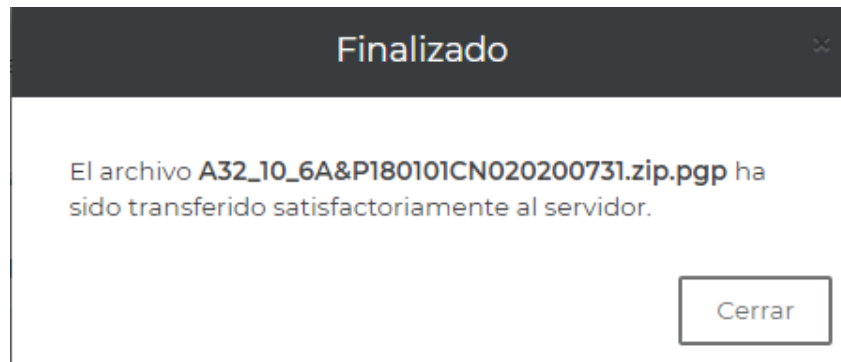 Finalizado
El archivo A32_10_6A&P180101CN020200731.zip.pgp ha
sido transferido satisfactoriamente al servidor.
Cerrar